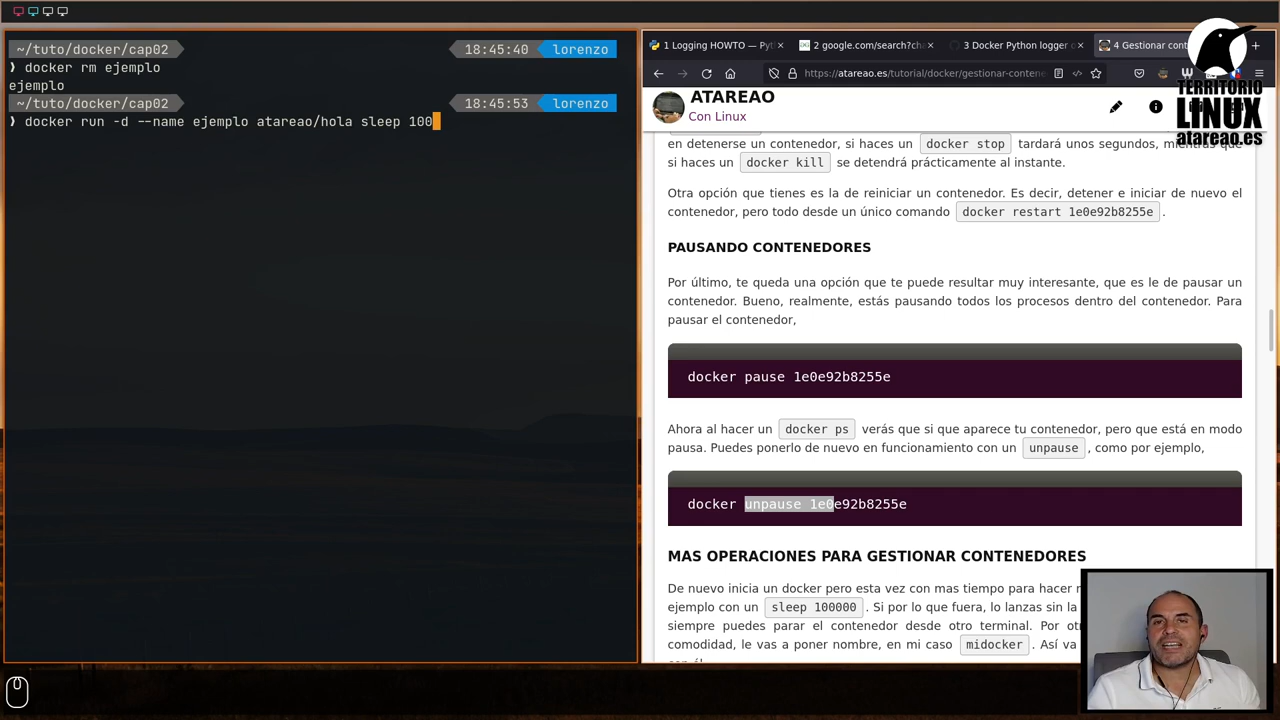 ~/tuto/docker/cap02 18:45:40 lorenzo
❯ docker rm ejemplo
ejemplo
~/tuto/docker/cap02 18:45:53 lorenzo
❯ docker run -d --name ejemplo atareao/hola sleep 100
1 Logging HOWTO — Pyt
2 google.com/search?cha
3 Docker Python logger o
4 Gestionar cont
https://atareao.es/tutorial/docker/gestionar-contene
TERRITORIO
LINUX
atareao.es
ATAREAO
Con Linux
en detenerse un contenedor, si haces un docker stop tardará unos segundos, mientras que
si haces un docker kill se detendrá prácticamente al instante.
Otra opción que tienes es la de reiniciar un contenedor. Es decir, detener e iniciar de nuevo el
contenedor, pero todo desde un único comando docker restart 1e0e92b8255e .
PAUSANDO CONTENEDORES
Por último, te queda una opción que te puede resultar muy interesante, que es le de pausar un
contenedor. Bueno, realmente, estás pausando todos los procesos dentro del contenedor. Para
pausar el contenedor,
docker pause 1e0e92b8255e
Ahora al hacer un docker ps verás que si que aparece tu contenedor, pero que está en modo
pausa. Puedes ponerlo de nuevo en funcionamiento con un unpause , como por ejemplo,
docker unpause 1e0e92b8255e
MAS OPERACIONES PARA GESTIONAR CONTENEDORES
De nuevo inicia un docker pero esta vez con mas tiempo para hacer
ejemplo con un sleep 100000 . Si por lo que fuera, lo lanzas sin la
siempre puedes parar el contenedor desde otro terminal. Por
comodidad, le vas a poner nombre, en mi caso midocker . Así va